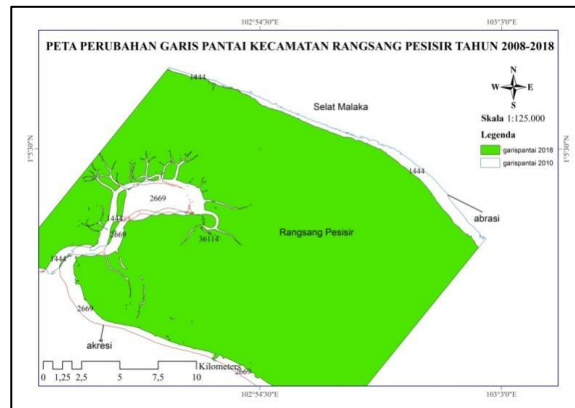 102°54'30"E 103°3'0"E
PETA PERUBAHAN GARIS PANTAI KECAMATAN RANGSANG PESISIR TAHUN 2008-2018
N
W E
S
Skala 1:125.000
Legenda
garispantai 2018
garispantai 2010
1444
Selat Malaka
1°5'30"N 1°5'30"N
1444
abrasi
2669
1444
2669
36114
Rangsang Pesisir
1444
2669
akresi
2669
Kilometers
0 1,25 2,5 5 7,5 10
102°54'30"E 103°3'0"E